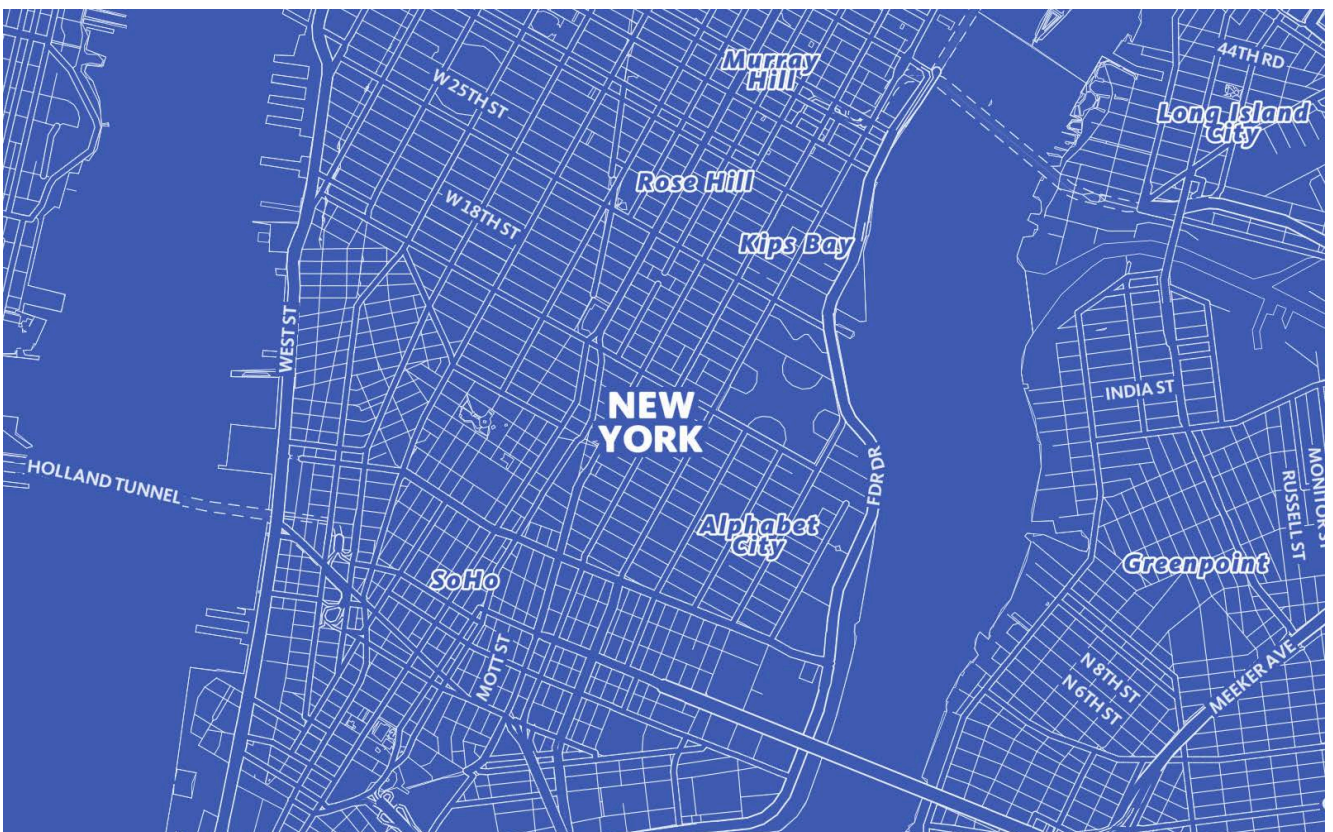 44TH RD
Murray
Hill
W 25TH ST
Long Island
City
Rose Hill
W 18TH ST
Kips Bay
WEST ST
INDIA ST
NEW
YORK
HOLLAND TUNNEL
FDR DR
MONITOR ST
RUSSELL ST
Alphabet
City
Greenpoint
SoHo
MOTT ST
N 8TH ST
N 6TH ST
MEEKER AVE